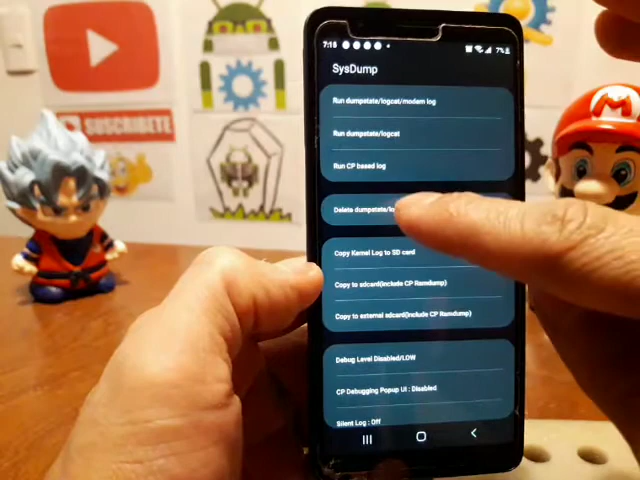 7:15
7%
SysDump
Run dumpstate/logcat/modem log
Run dumpstate/logcat
Run CP based log
Delete dumpstate/lo
Copy Kernel Log to SD card
Copy to sdcard(include CP Ramdump)
Copy to external sdcard(include CP Ramdump)
Debug Level Disabled/LOW
CP Debugging Popup UI : Disabled
Silent Log : Off
SUSCRIBETE
M